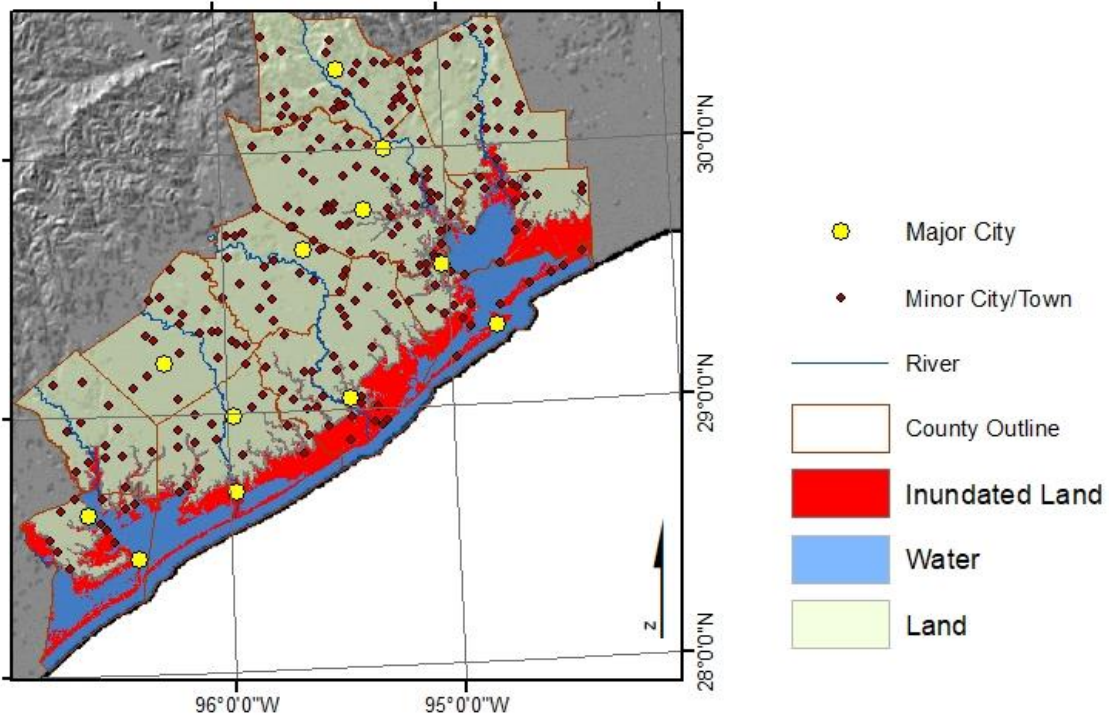 Major City
Minor City/Town
River
County Outline
Inundated Land
Water
Land
30°0'0"N
29°0'0"N
28°0'0"N
z
96°0'0"W
95°0'0"W